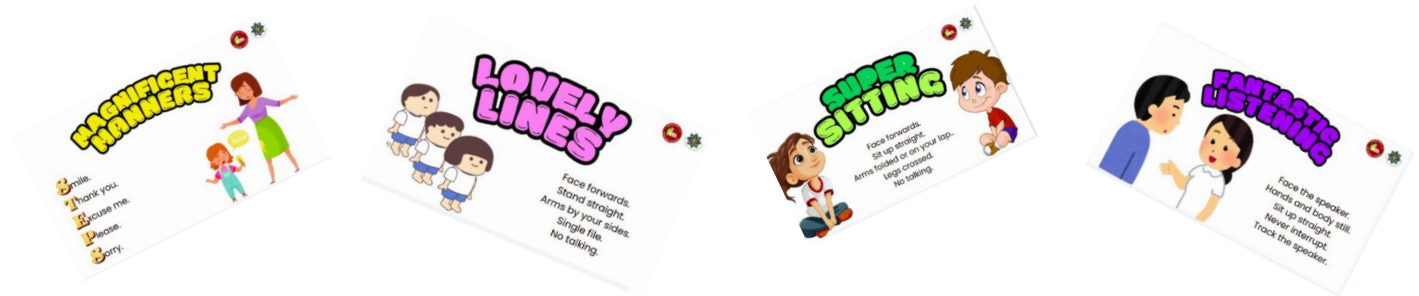 MAGNIFICENT
MANNERS
Smile.
Thank you.
Excuse me.
Please.
Sorry.
LOVELY
LINES
Face forwards.
Stand straight.
Arms by your sides.
Single file.
No talking.
SUPER
SITTING
Face forwards.
Sit up straight.
Arms folded or on your lap.
Legs crossed.
No talking.
FANTASTIC
LISTENING
Face the speaker.
Hands and body still.
Sit up straight.
Never interrupt.
Track the speaker.